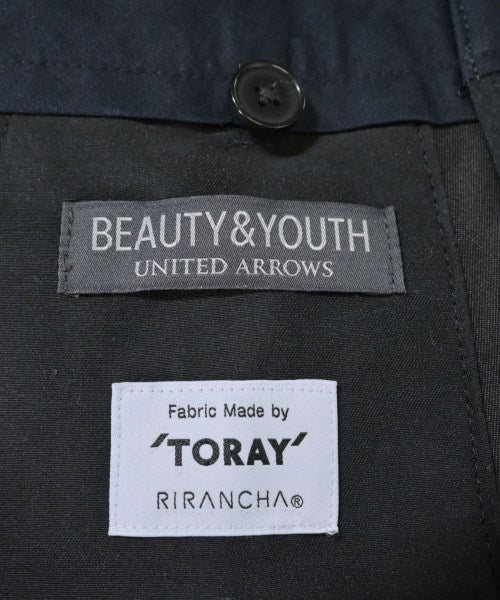 BEAUTY&YOUTH
UNITED ARROWS
Fabric Made by
'TORAY'
RIRANCHA®